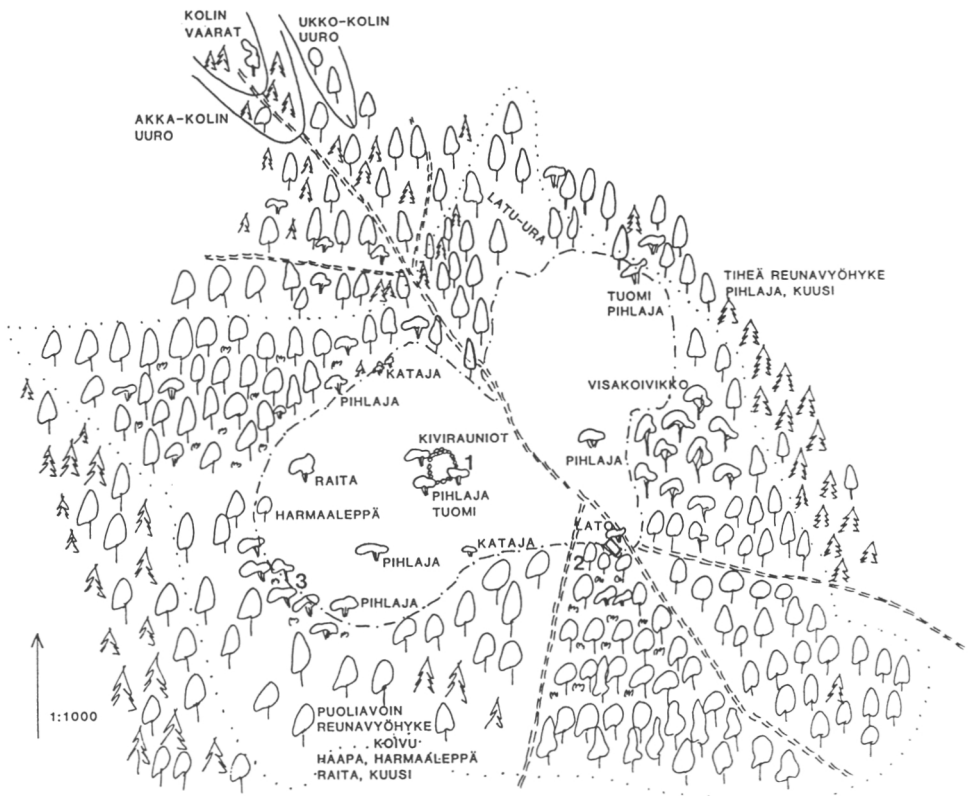 KOLIN
VAARAT
UKKO-KOLIN
UURO
AKKA-KOLIN
UURO
LATU-URA
TIHEÄ REUNAVYÖHYKE
PIHLAJA, KUUSI
TUOMI
PIHLAJA
KATAJA
PIHLAJA
VISAKOIVIKKO
KIVIRAUNIOT
1
PIHLAJA
RAITA
PIHLAJA
TUOMI
HARMAALEPPÄ
LATO
KATAJA
PIHLAJA
2
3
PIHLAJA
1:1000
PUOLIAVOIN
REUNAVYÖHYKE
KOIVU
HAAPA, HARMAALEPPÄ
RAITA, KUUSI